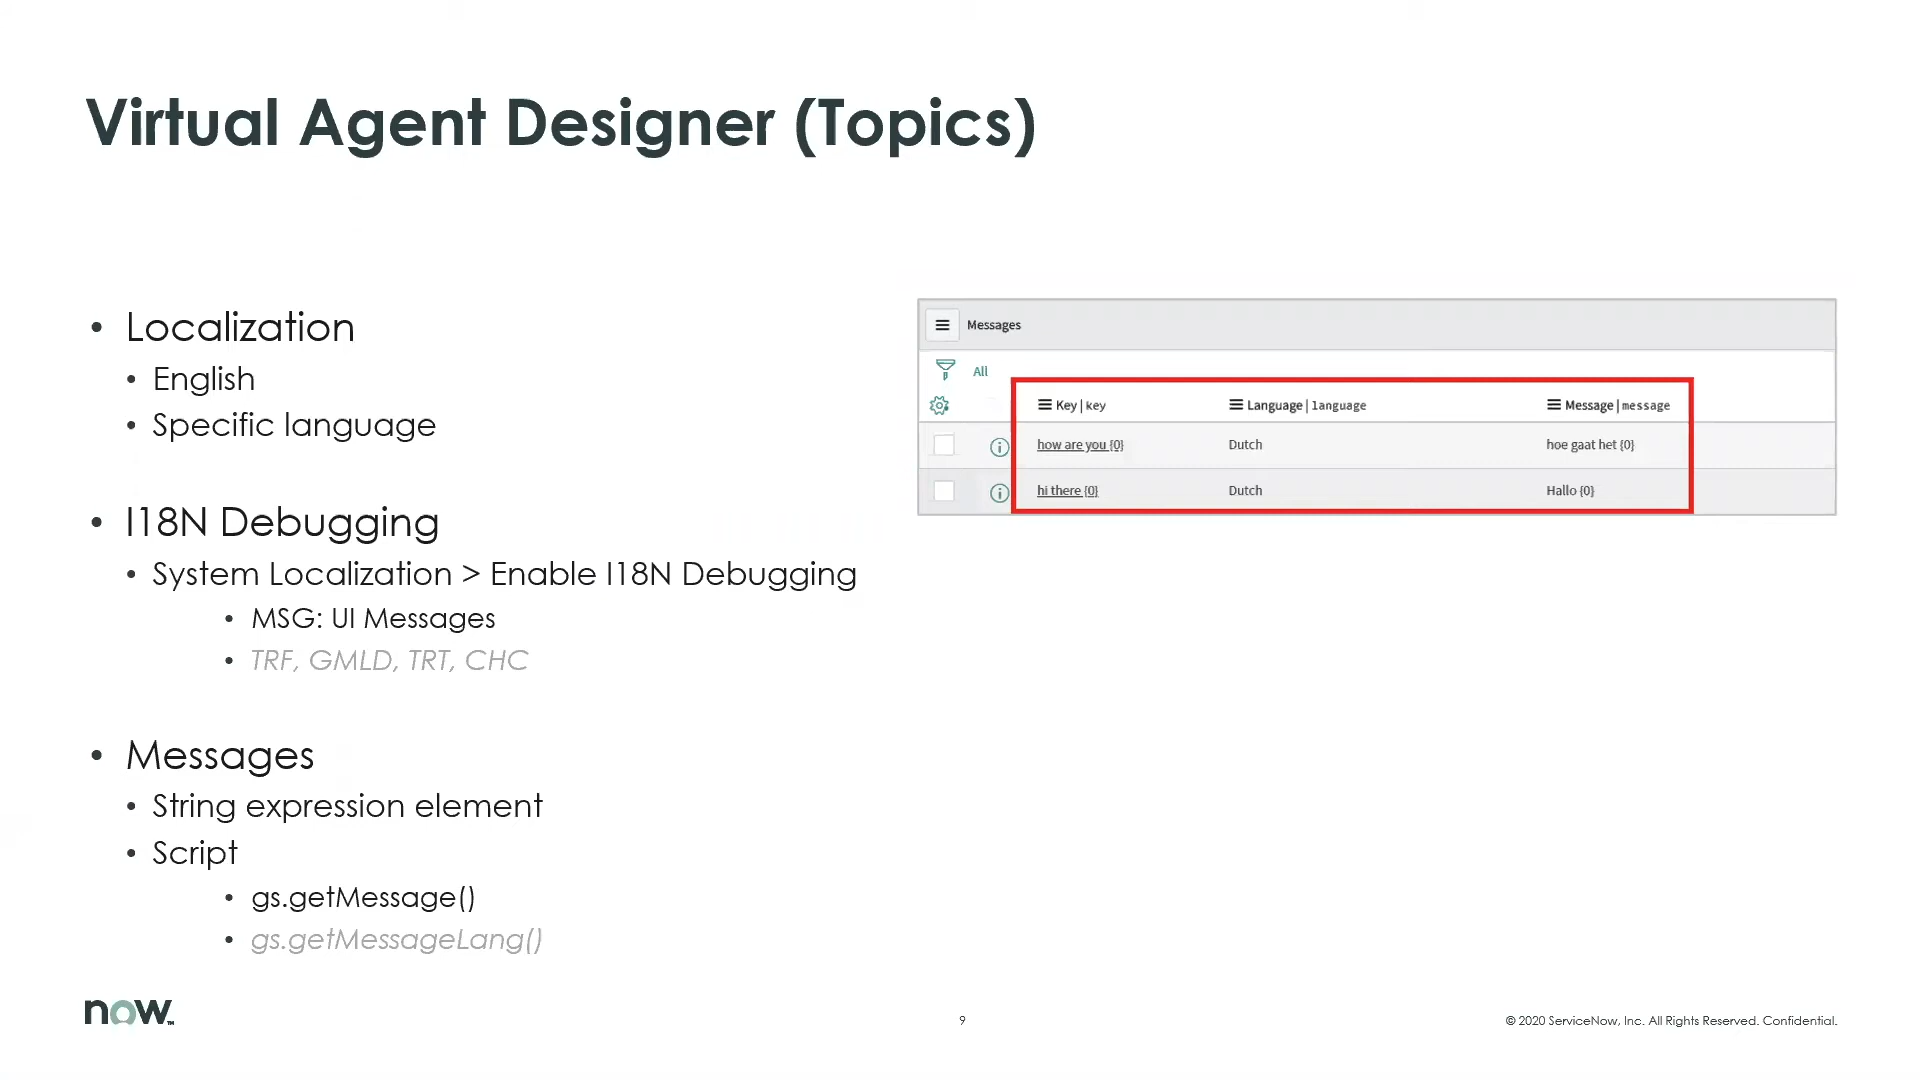 Virtual Agent Designer (Topics)
• Localization
• English
• Specific language
• I18N Debugging
• System Localization > Enable I18N Debugging
• MSG: UI Messages
• TRF, GMLD, TRT, CHC
• Messages
• String expression element
• Script
• gs.getMessage()
• gs.getMessageLang()
Messages
All
Key | key Language | language Message | message
how are you {0} Dutch hoe gaat het {0}
hi there {0} Dutch Hallo {0}
now™
9
© 2020 ServiceNow, Inc. All Rights Reserved. Confidential.